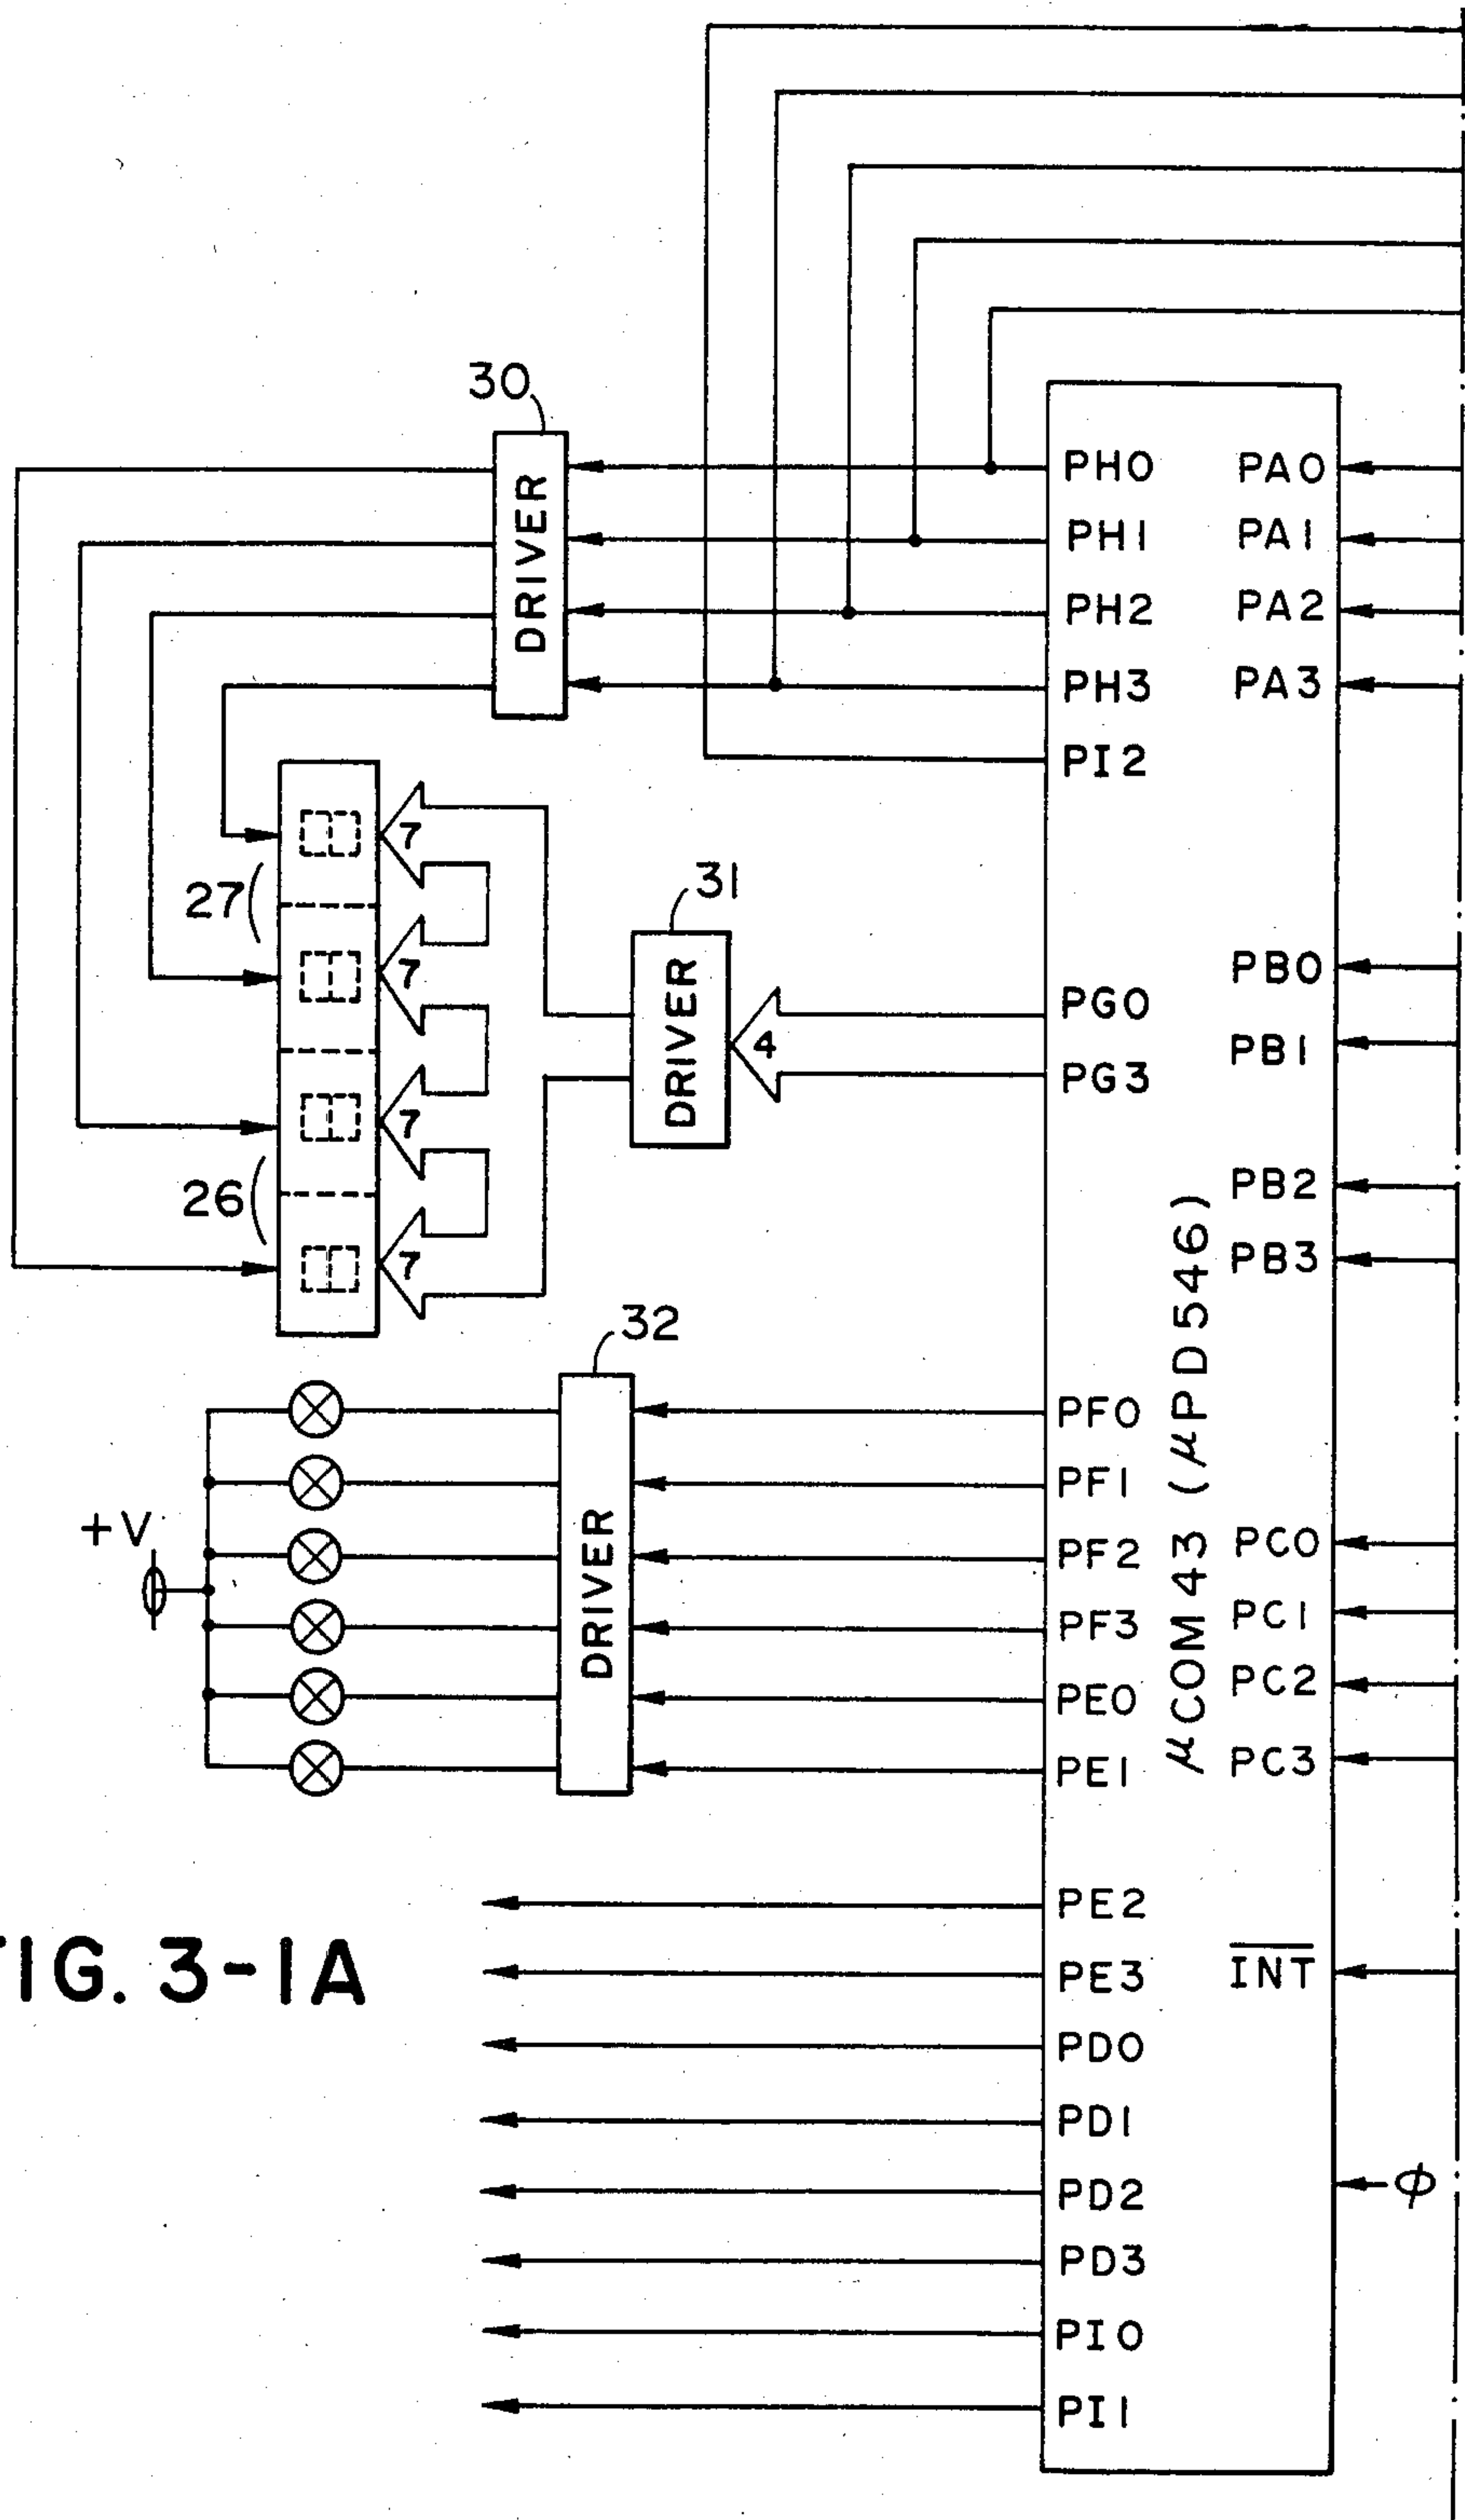 30
DRIVER
PH0 PA0
PH1 PA1
PH2 PA2
PH3 PA3
PI2
7
27
31
7
DRIVER
PB0
PG0
4
PB1
PG3
7
26
PB2
7
PB3
μCOM43 (μPD546)
32
DRIVER
PF0
PF1
+V
PF2 PC0
PF3 PC1
PE0 PC2
PE1 PC3
PE2
FIG. 3-1A
PE3 INT
PD0
PD1
PD2 φ
PD3
PI0
PI1